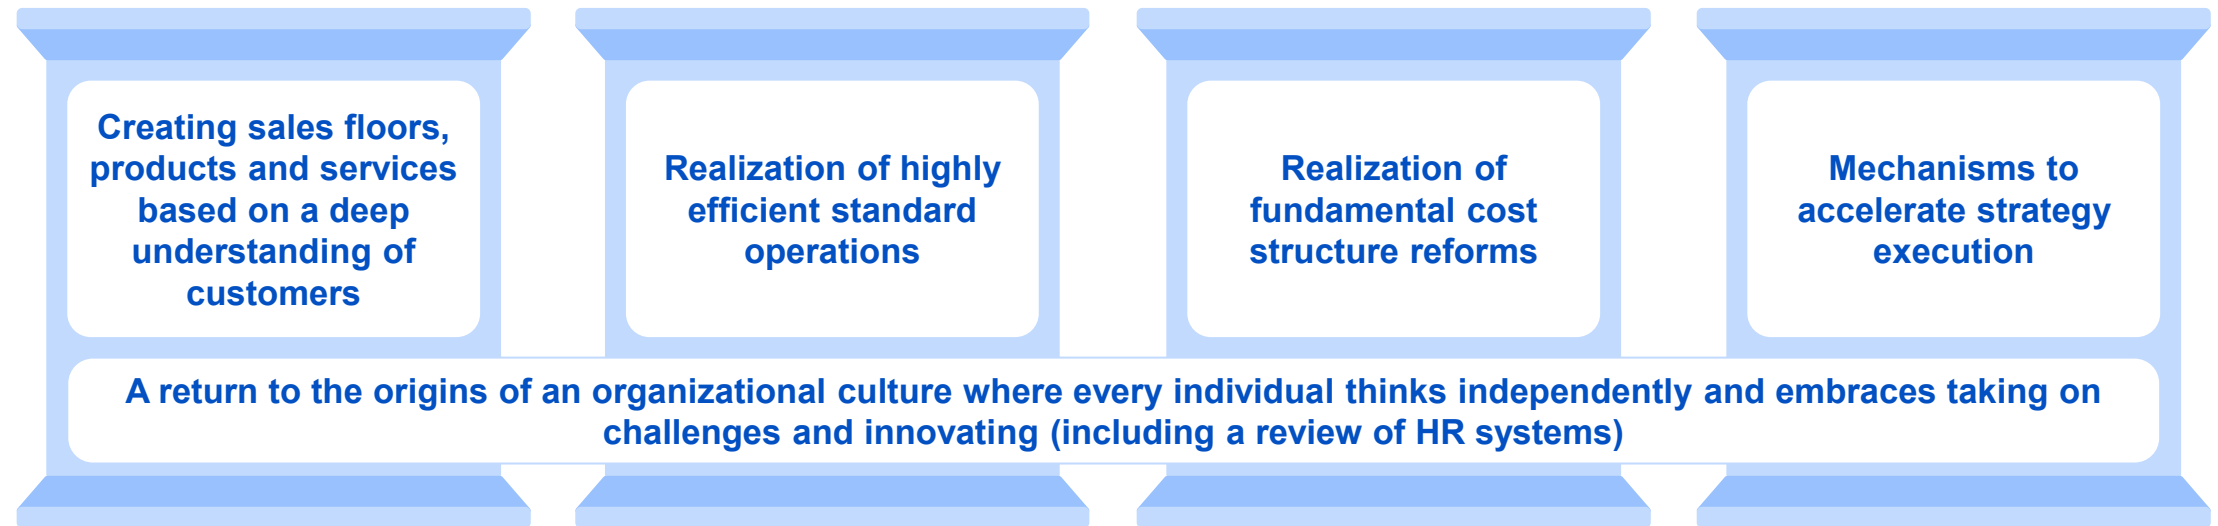 Creating sales floors,
products and services
based on a deep
understanding of
customers
Realization of highly
efficient standard
operations
Realization of
fundamental cost
structure reforms
Mechanisms to
accelerate strategy
execution
A return to the origins of an organizational culture where every individual thinks independently and embraces taking on
challenges and innovating (including a review of HR systems)